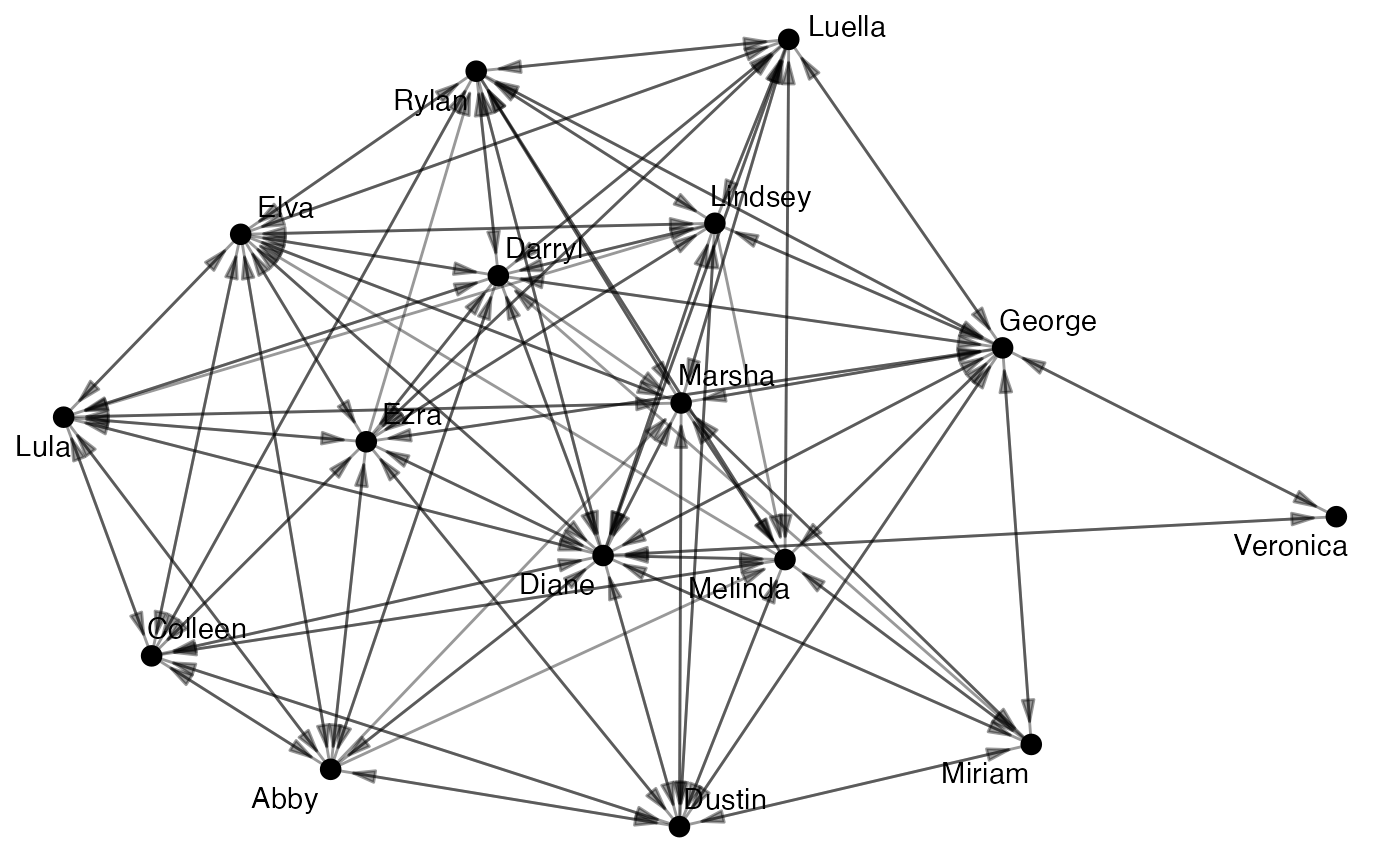 Luella
Rylan
Lindsey
Elva
Darryl
George
Marsha
Ezra
Lula
Veronica
Diane
Melinda
Colleen
Miriam
Abby
Dustin